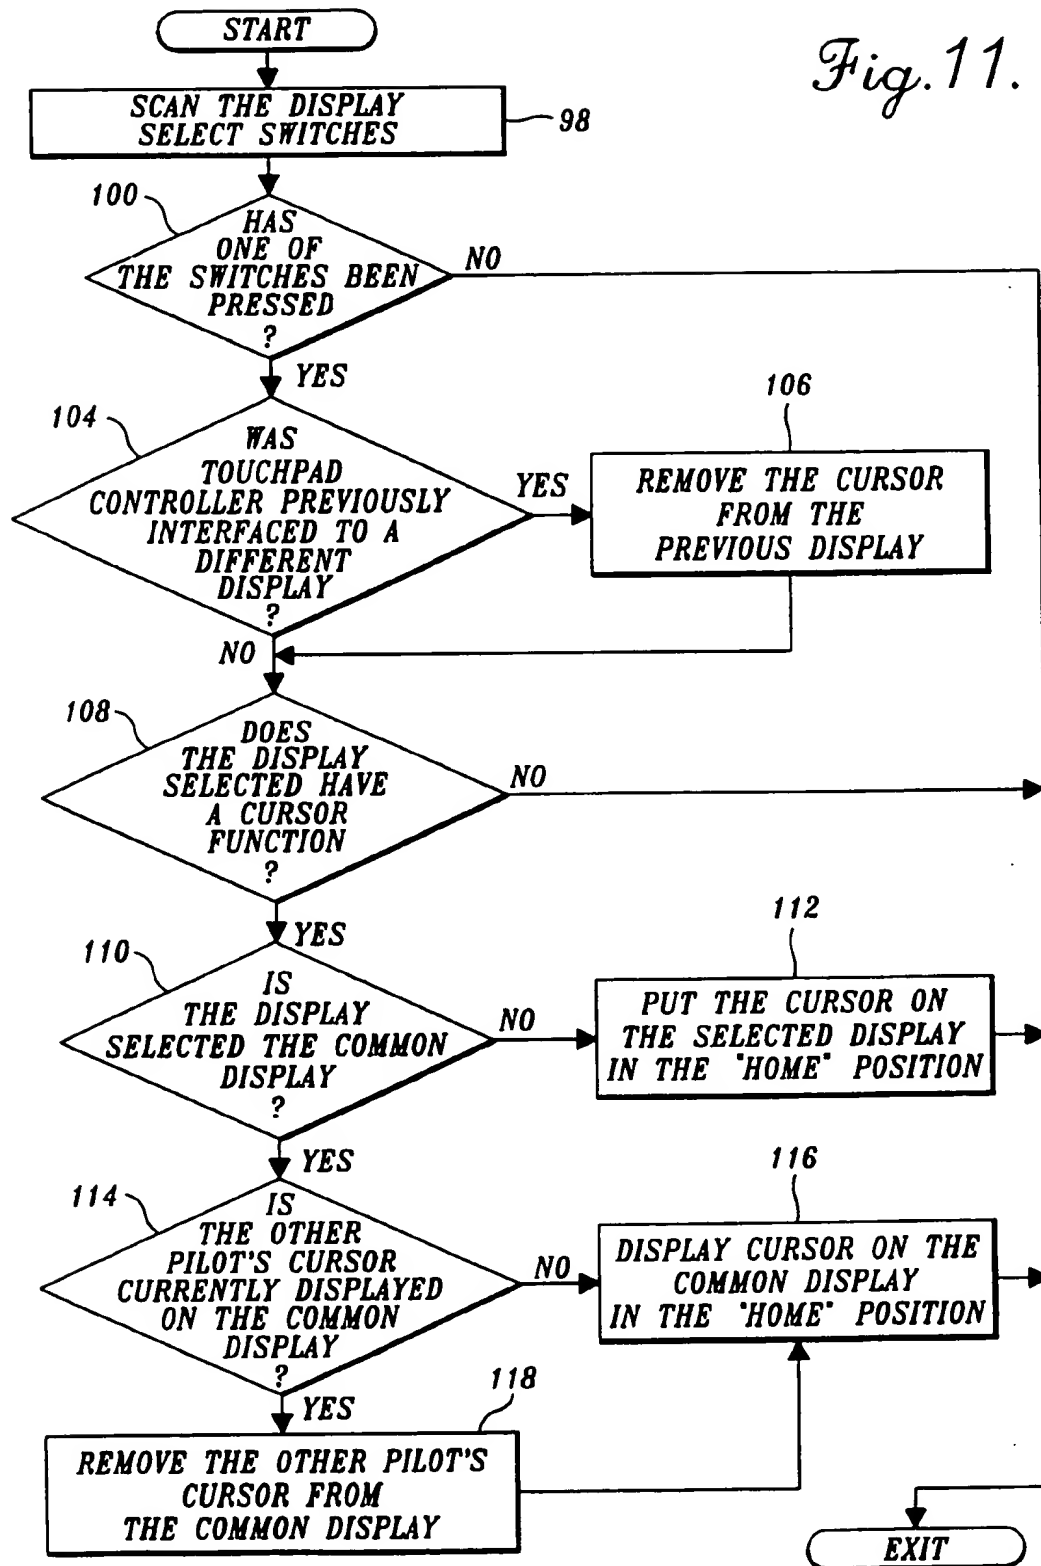 Fig.11.
START
SCAN THE DISPLAY
SELECT SWITCHES
98
100
HAS
ONE OF
THE SWITCHES BEEN
PRESSED
?
NO
YES
104
WAS
TOUCHPAD
CONTROLLER PREVIOUSLY
INTERFACED TO A
DIFFERENT
DISPLAY
?
YES
106
REMOVE THE CURSOR
FROM THE
PREVIOUS DISPLAY
NO
108
DOES
THE DISPLAY
SELECTED HAVE
A CURSOR
FUNCTION
?
NO
YES
110
IS
THE DISPLAY
SELECTED THE COMMON
DISPLAY
?
NO
112
PUT THE CURSOR ON
THE SELECTED DISPLAY
IN THE "HOME" POSITION
YES
114
IS
THE OTHER
PILOT'S CURSOR
CURRENTLY DISPLAYED
ON THE COMMON
DISPLAY
?
NO
116
DISPLAY CURSOR ON THE
COMMON DISPLAY
IN THE "HOME" POSITION
YES
118
REMOVE THE OTHER PILOT'S
CURSOR FROM
THE COMMON DISPLAY
EXIT